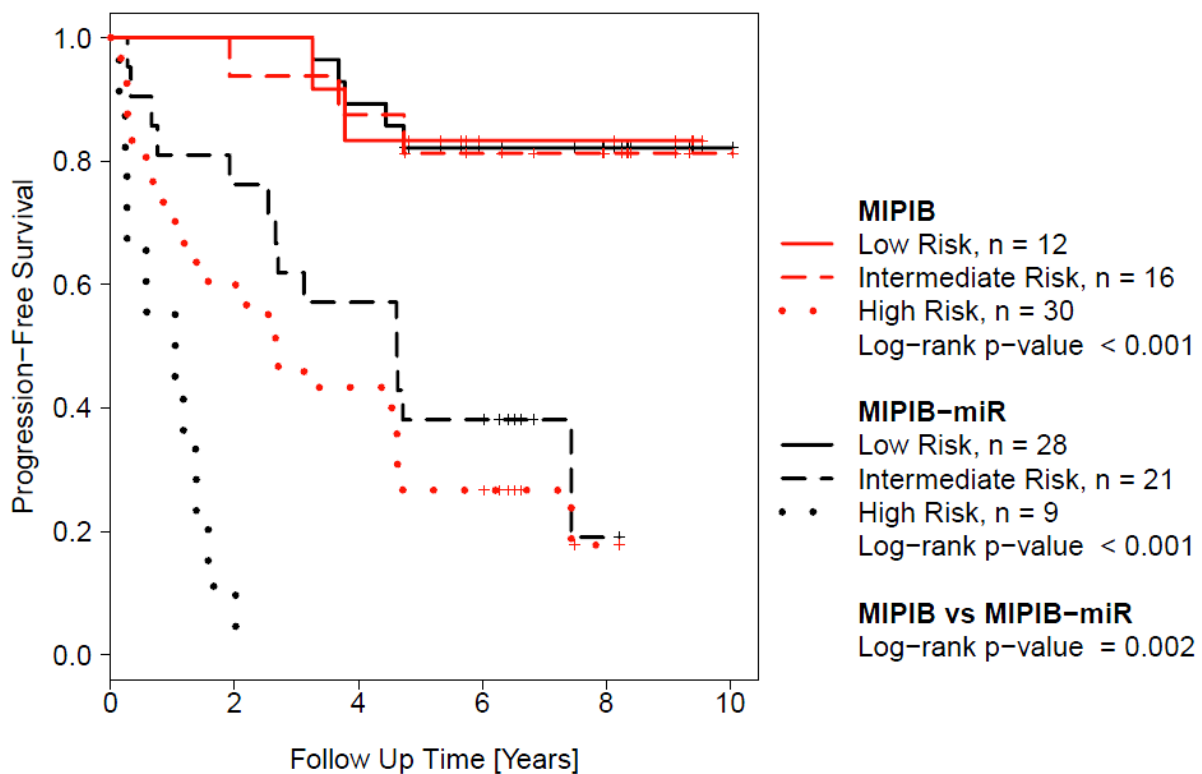 1.0
0.8
0.6
0.4
0.2
0.0
Progression−Free Survival
0
2
4
6
8
10
Follow Up Time [Years]
MIPIB
Low Risk, n = 12
Intermediate Risk, n = 16
High Risk, n = 30
Log−rank p−value < 0.001
MIPIB−miR
Low Risk, n = 28
Intermediate Risk, n = 21
High Risk, n = 9
Log−rank p−value < 0.001
MIPIB vs MIPIB−miR
Log−rank p−value = 0.002